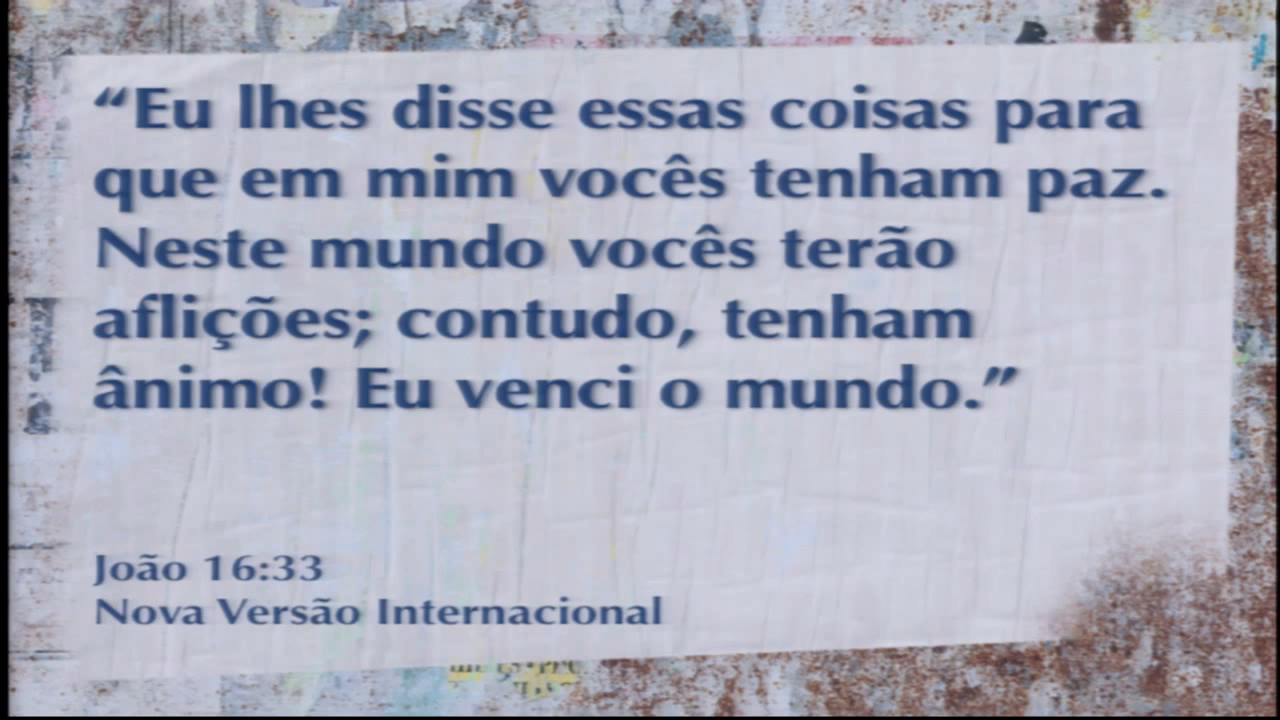 “Eu lhes disse essas coisas para
que em mim vocês tenham paz.
Neste mundo vocês terão
aflições; contudo, tenham
ânimo! Eu venci o mundo.”
João 16:33
Nova Versão Internacional